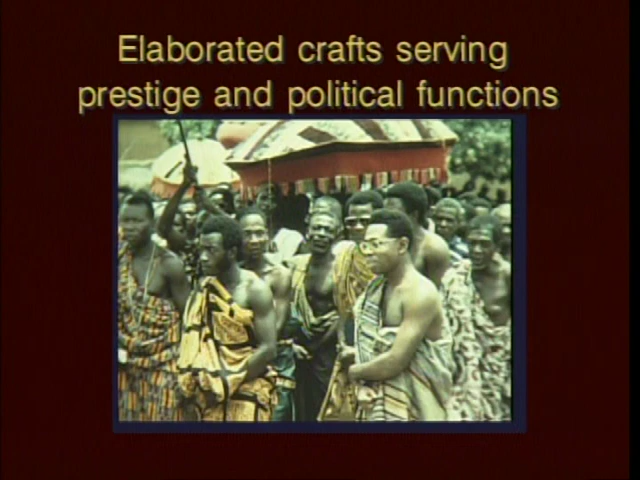 Elaborated crafts serving
prestige and political functions